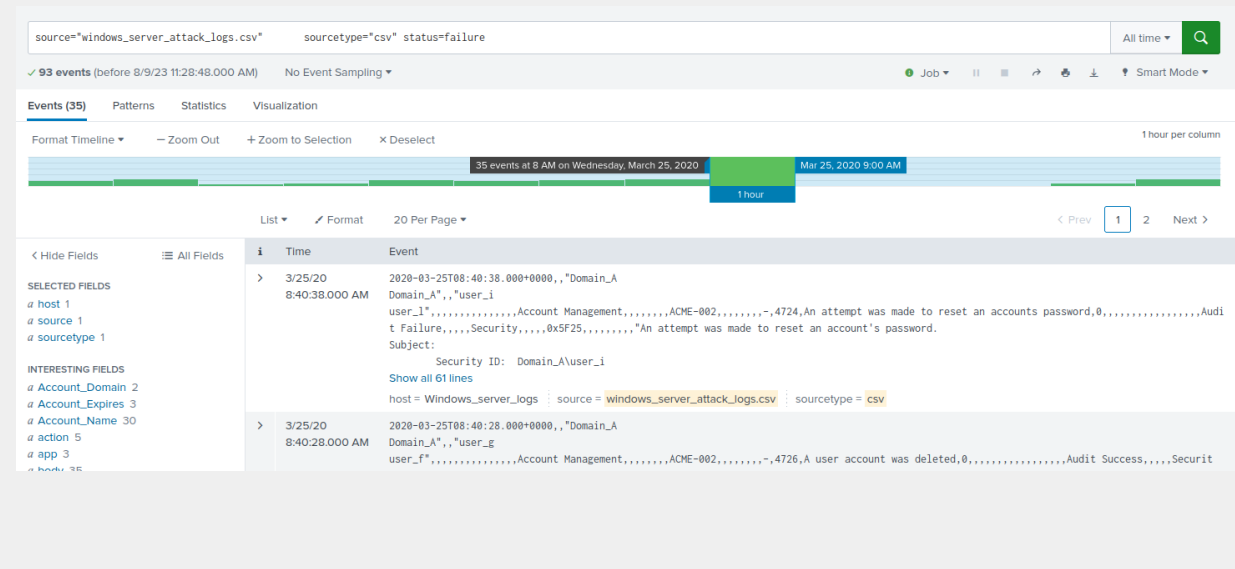 source="windows_server_attack_logs.csv" sourcetype="csv" status=failure
All time
93 events (before 8/9/23 11:28:48.000 AM)
No Event Sampling
Job
Smart Mode
Events (35)
Patterns
Statistics
Visualization
Format Timeline
— Zoom Out
+ Zoom to Selection
× Deselect
1 hour per column
35 events at 8 AM on Wednesday, March 25, 2020
Mar 25, 2020 9:00 AM
1 hour
List
Format
20 Per Page
< Prev
1
2
Next >
< Hide Fields
All Fields
SELECTED FIELDS
a host 1
a source 1
a sourcetype 1
INTERESTING FIELDS
a Account_Domain 2
a Account_Expires 3
a Account_Name 30
a action 5
a app 3
a body 35
i
Time
Event
>
3/25/20
8:40:38.000 AM
2020-03-25T08:40:38.000+0000,,"Domain_A
Domain_A",,"user_i
user_l",,,,,,,,,,,,,,,Account Management,,,,,,,,ACME-002,,,,,,,,-,4724,An attempt was made to reset an accounts password,0,,,,,,,,,,,,,,,,,Audi
t Failure,,,,,Security,,,,,0x5F25,,,,,,,,,"An attempt was made to reset an account's password.
Subject:
Security ID: Domain_A\user_i
Show all 61 lines
host = Windows_server_logs
source = windows_server_attack_logs.csv
sourcetype = csv
>
3/25/20
8:40:28.000 AM
2020-03-25T08:40:28.000+0000,,"Domain_A
Domain_A",,"user_g
user_f",,,,,,,,,,,,,,,Account Management,,,,,,,,ACME-002,,,,,,,,-,4726,A user account was deleted,0,,,,,,,,,,,,,,,,,Audit Success,,,,,Securit